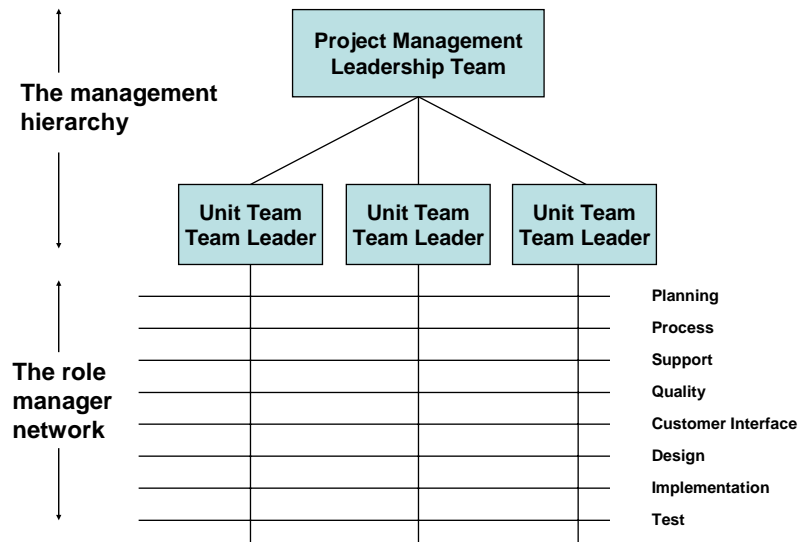 Project Management
Leadership Team
The management
hierarchy
Unit Team
Team Leader
Unit Team
Team Leader
Unit Team
Team Leader
The role
manager
network
Planning
Process
Support
Quality
Customer Interface
Design
Implementation
Test